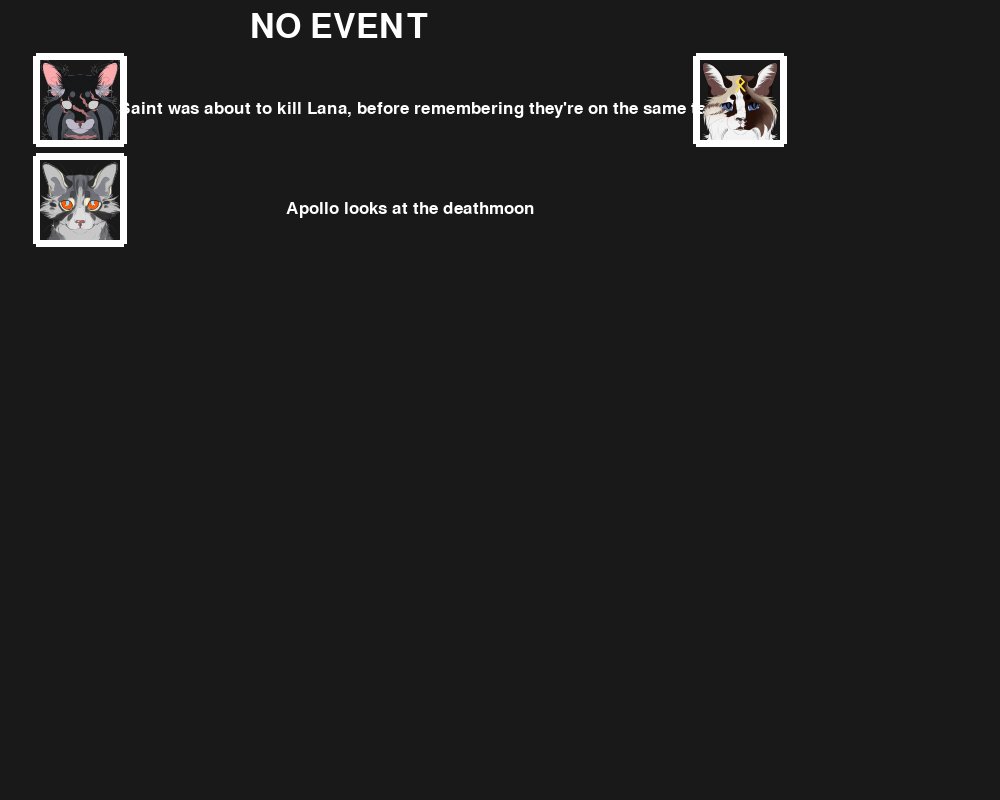 NO EVENT
Saint was about to kill Lana, before remembering they're on the same
Apollo looks at the deathmoon